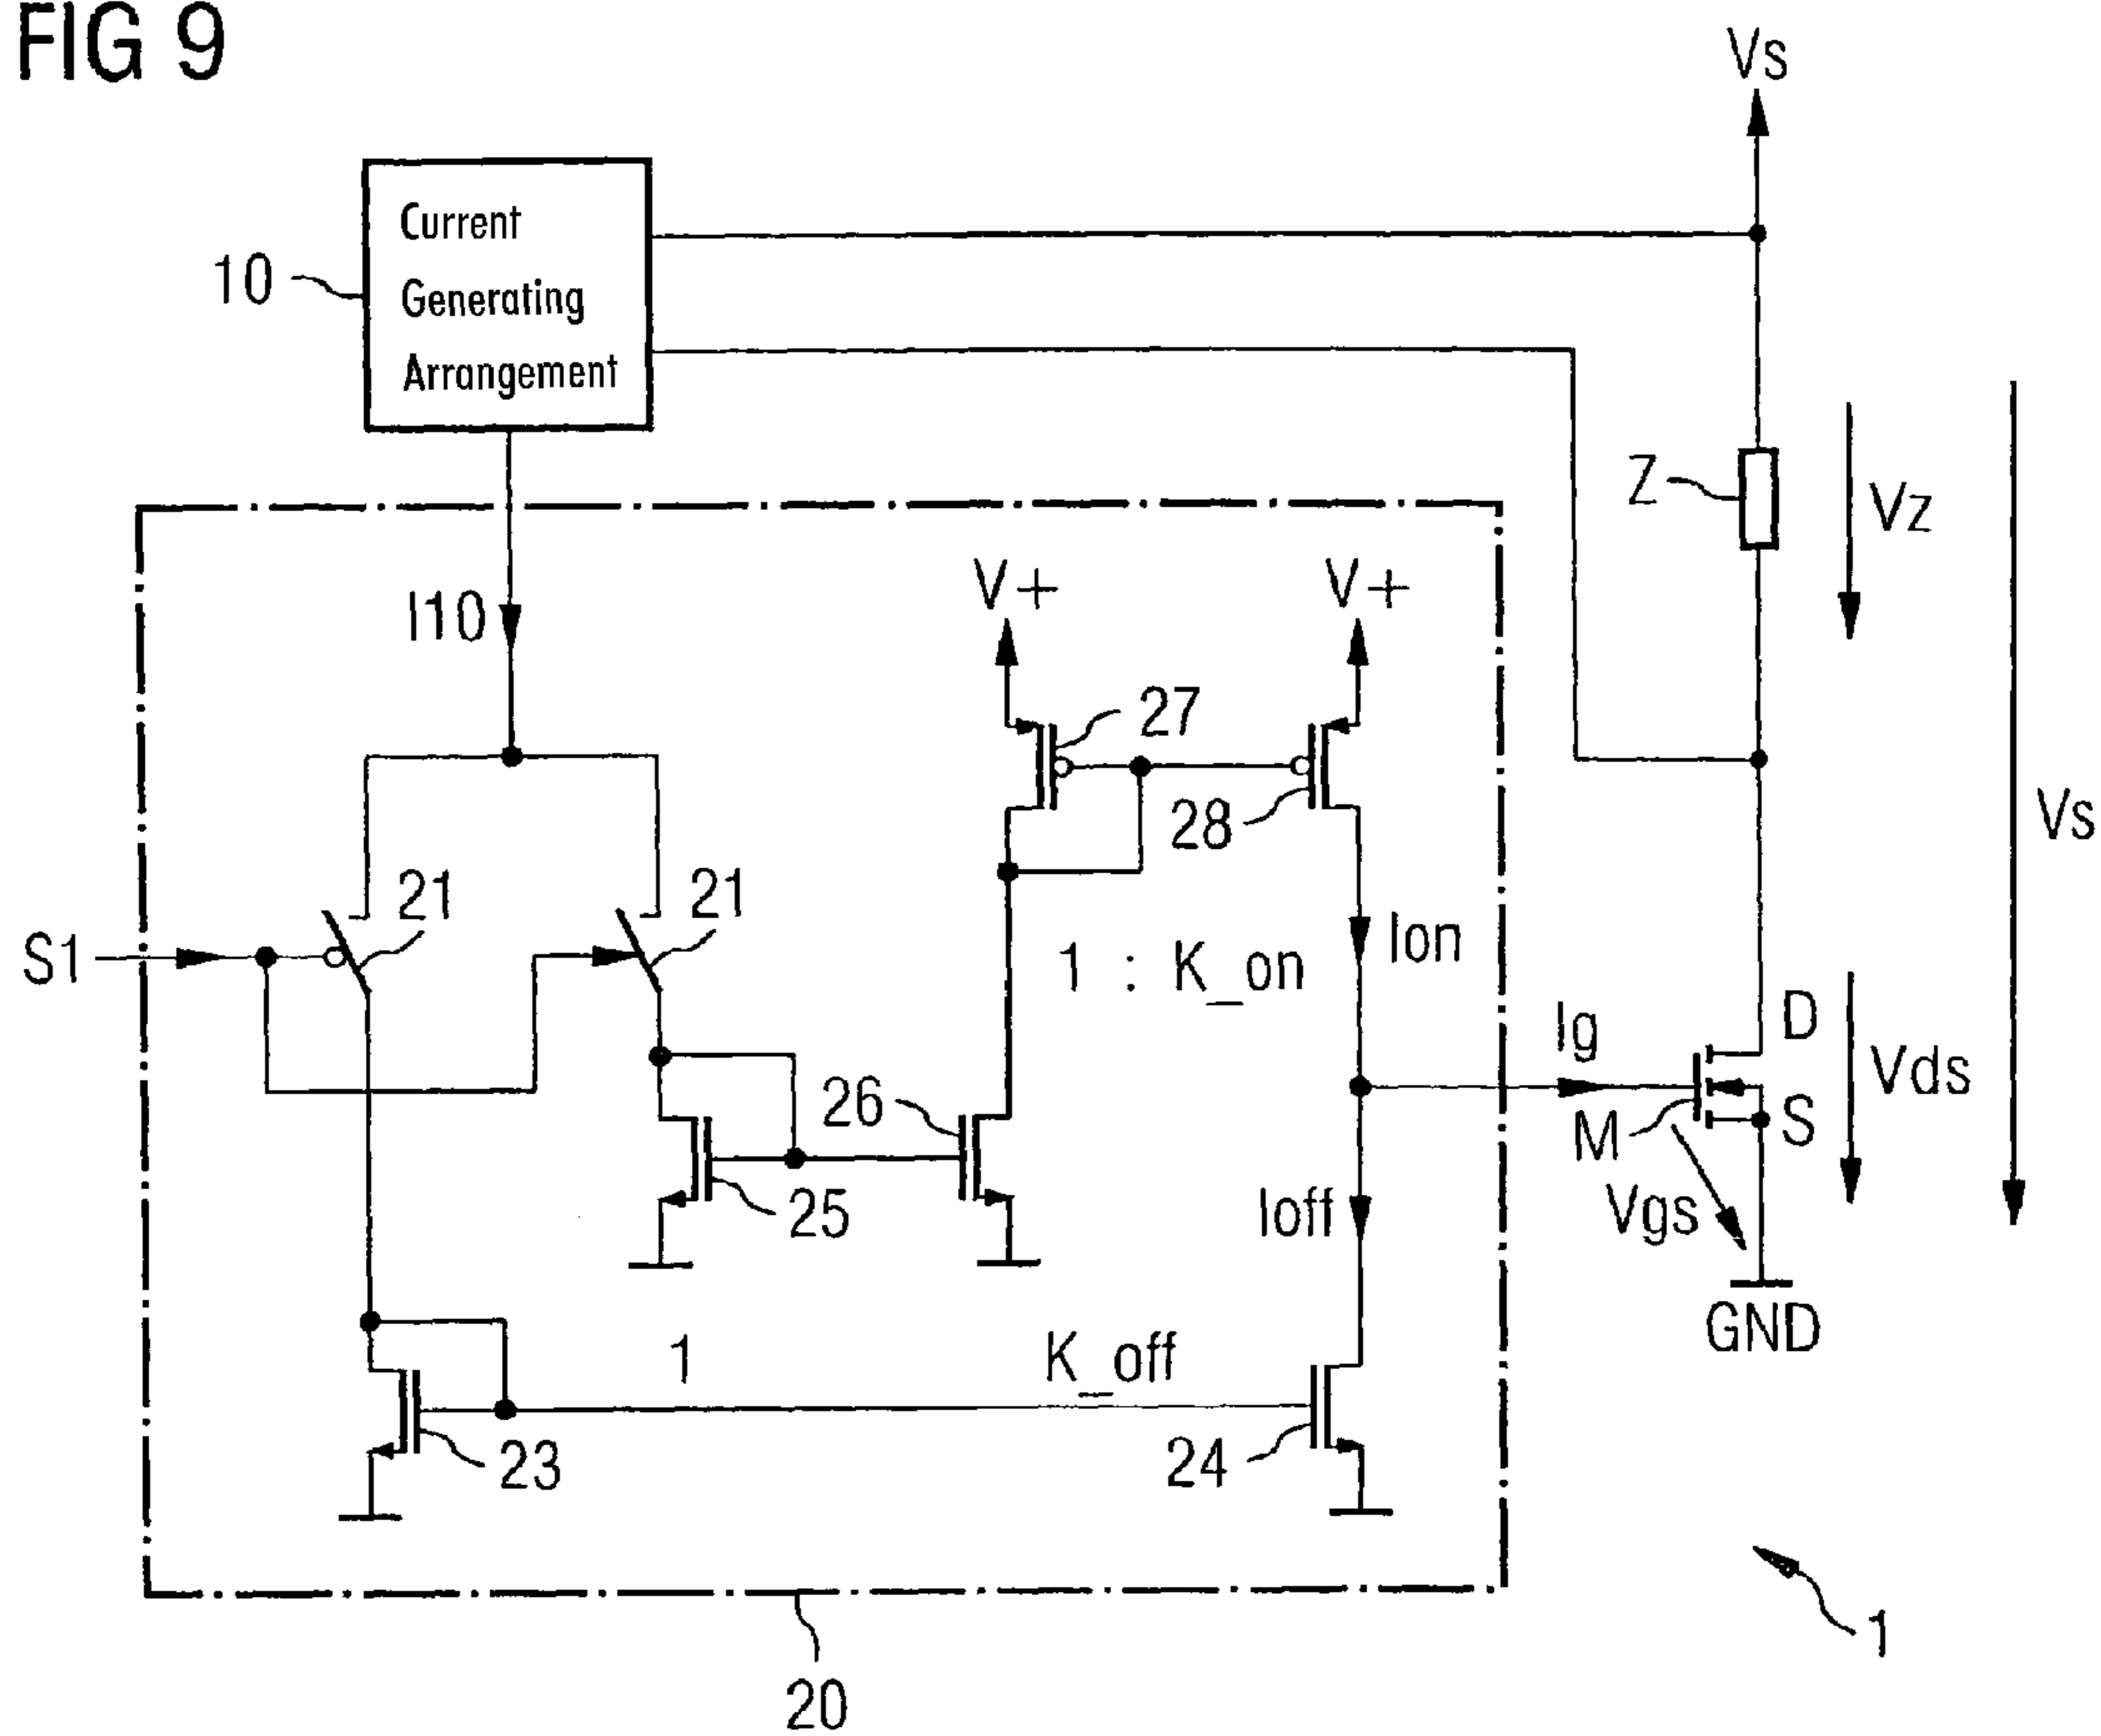 FIG 9
Vs
Current
Generating
Arrangement
10
Z
Vz
V+
V+
I10
27
28
Vs
21
21
S1
Ion
1 : K_on
D
Ig
Vds
26
S
M
25
Ioff
Vgs
GND
1
K_off
23
24
1
20